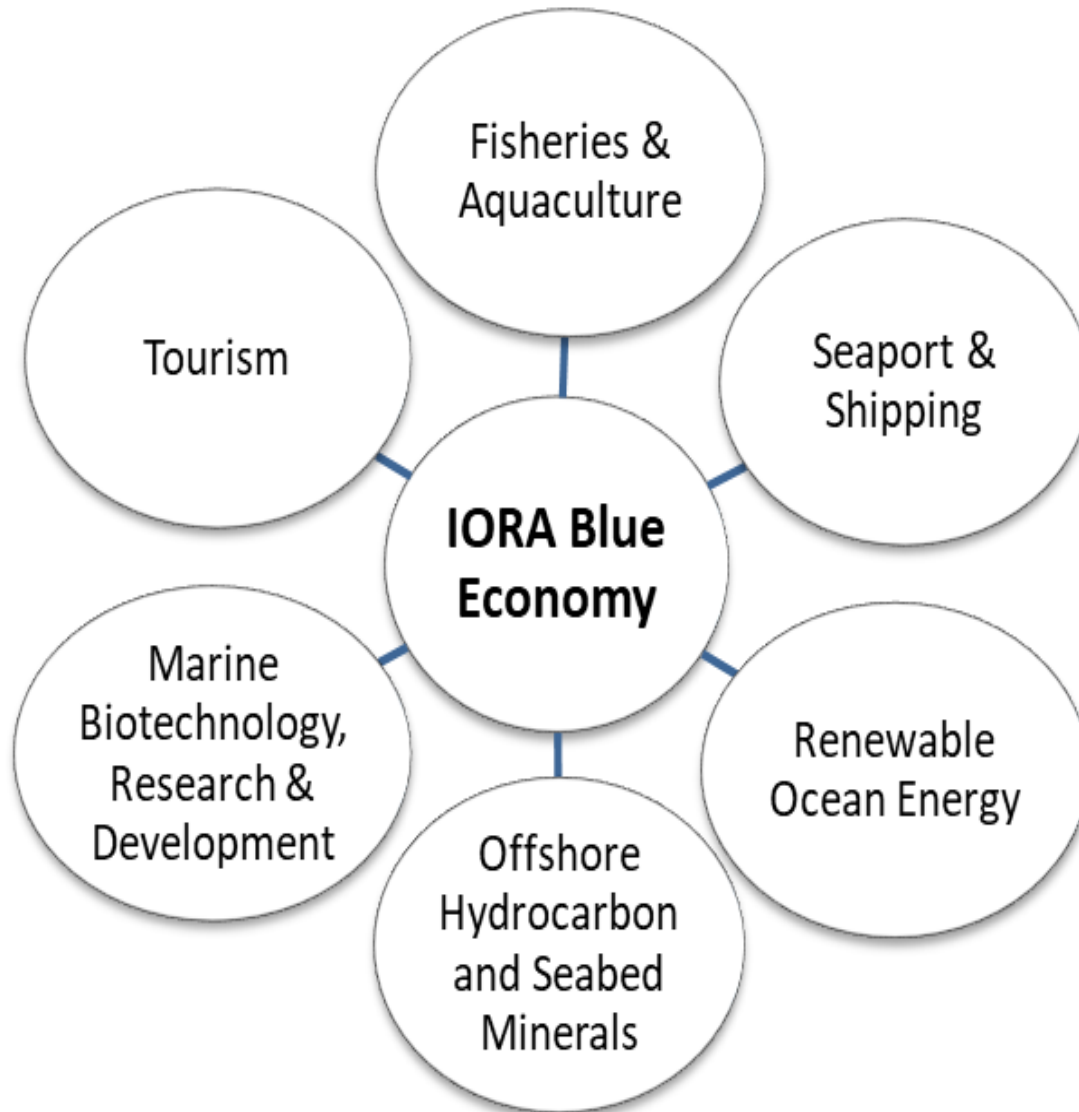 Fisheries &
Aquaculture
Tourism
Seaport &
Shipping
IORA Blue
Economy
Marine
Biotechnology,
Research &
Development
Renewable
Ocean Energy
Offshore
Hydrocarbon
and Seabed
Minerals